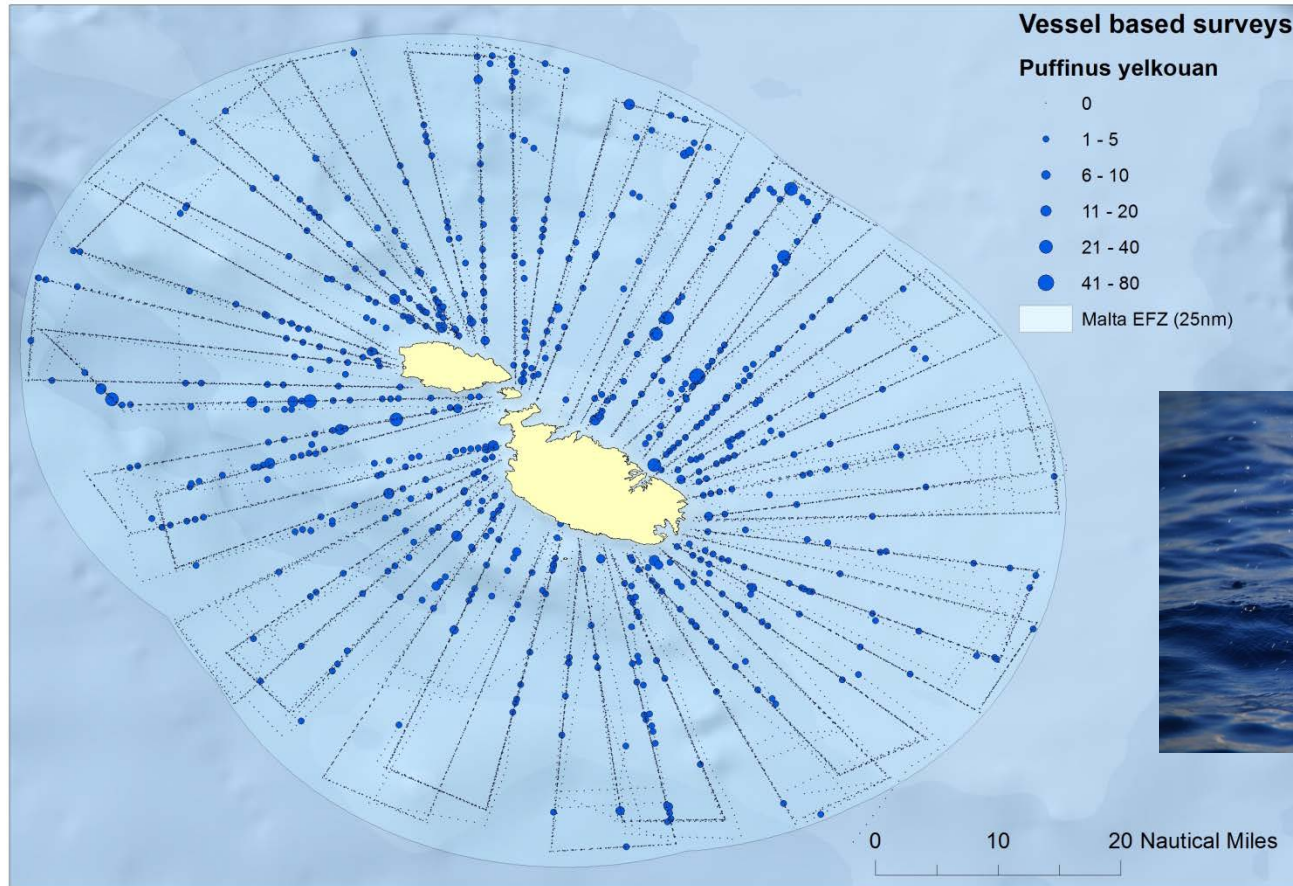 Vessel based surveys
Puffinus yelkouan
0
1 - 5
6 - 10
11 - 20
21 - 40
41 - 80
Malta EFZ (25nm)
0 10 20 Nautical Miles